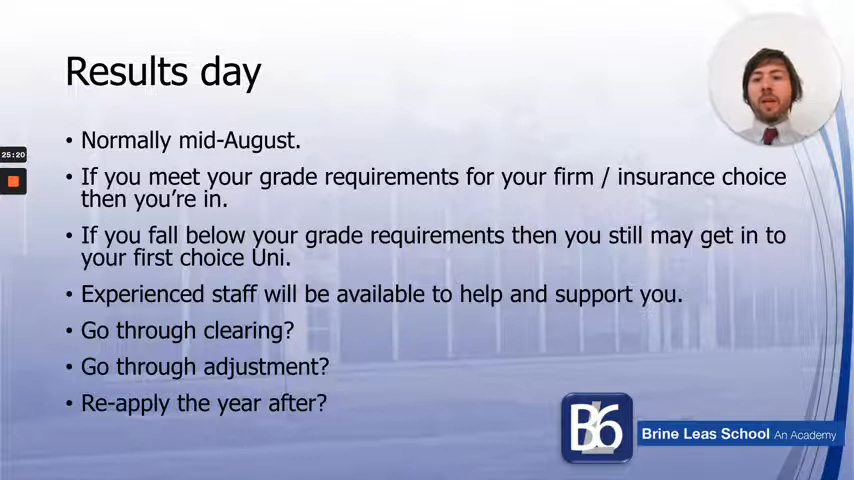 Results day
• Normally mid-August.
25:20
• If you meet your grade requirements for your firm / insurance choice
then you're in.
• If you fall below your grade requirements then you still may get in to
your first choice Uni.
• Experienced staff will be available to help and support you.
• Go through clearing?
• Go through adjustment?
• Re-apply the year after?
BL6
Brine Leas School An Academy